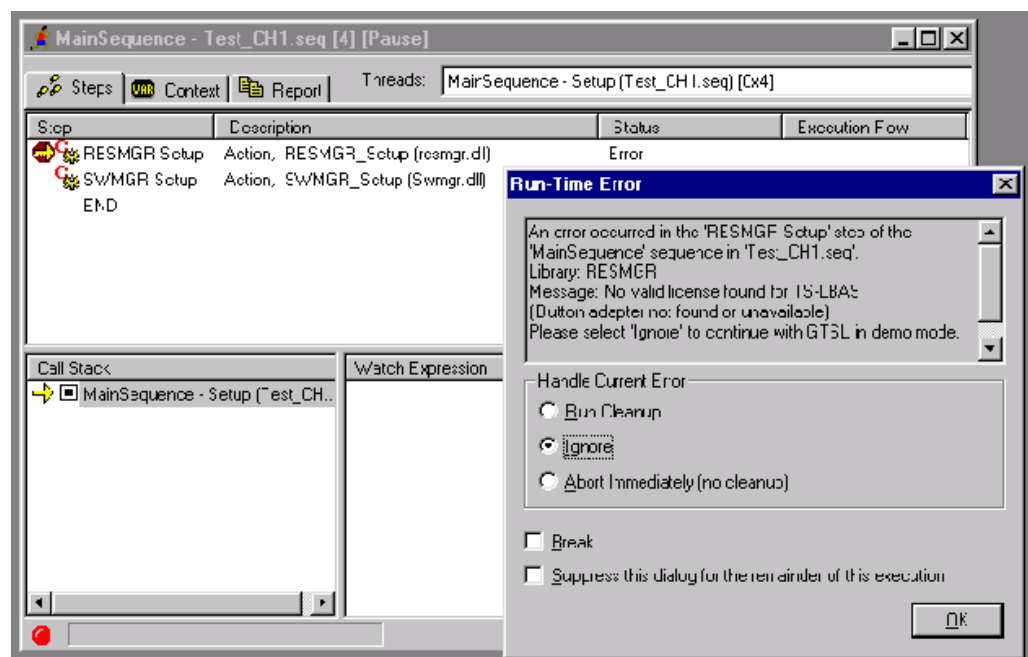 MainSequence - Test_CH1.seq [4] [Pause]
Steps Context Report Threads: MainSequence - Setup (Test_CH1.seq) [0x4]
Step Description Status Execution Flow
RESMGR Setup Action, RESMGR_Setup (resmgr.dll) Error
SWMGR Setup Action, SWMGR_Setup (Swmgr.dll)
END
Run-Time Error
An error occurred in the 'RESMGR Setup' step of the
'MainSequence' sequence in 'Test_CH1.seq'.
Library: RESMGR
Message: No valid license found for TS-LBAS
(Button adapter not found or unavailable)
Please select 'Ignore' to continue with GTSL in demo mode.
Handle Current Error
Run Cleanup
Ignore
Abort Immediately (no cleanup)
Break
Suppress this dialog for the remainder of this execution
OK
Call Stack
Watch Expression
MainSequence - Setup (Test_CH...